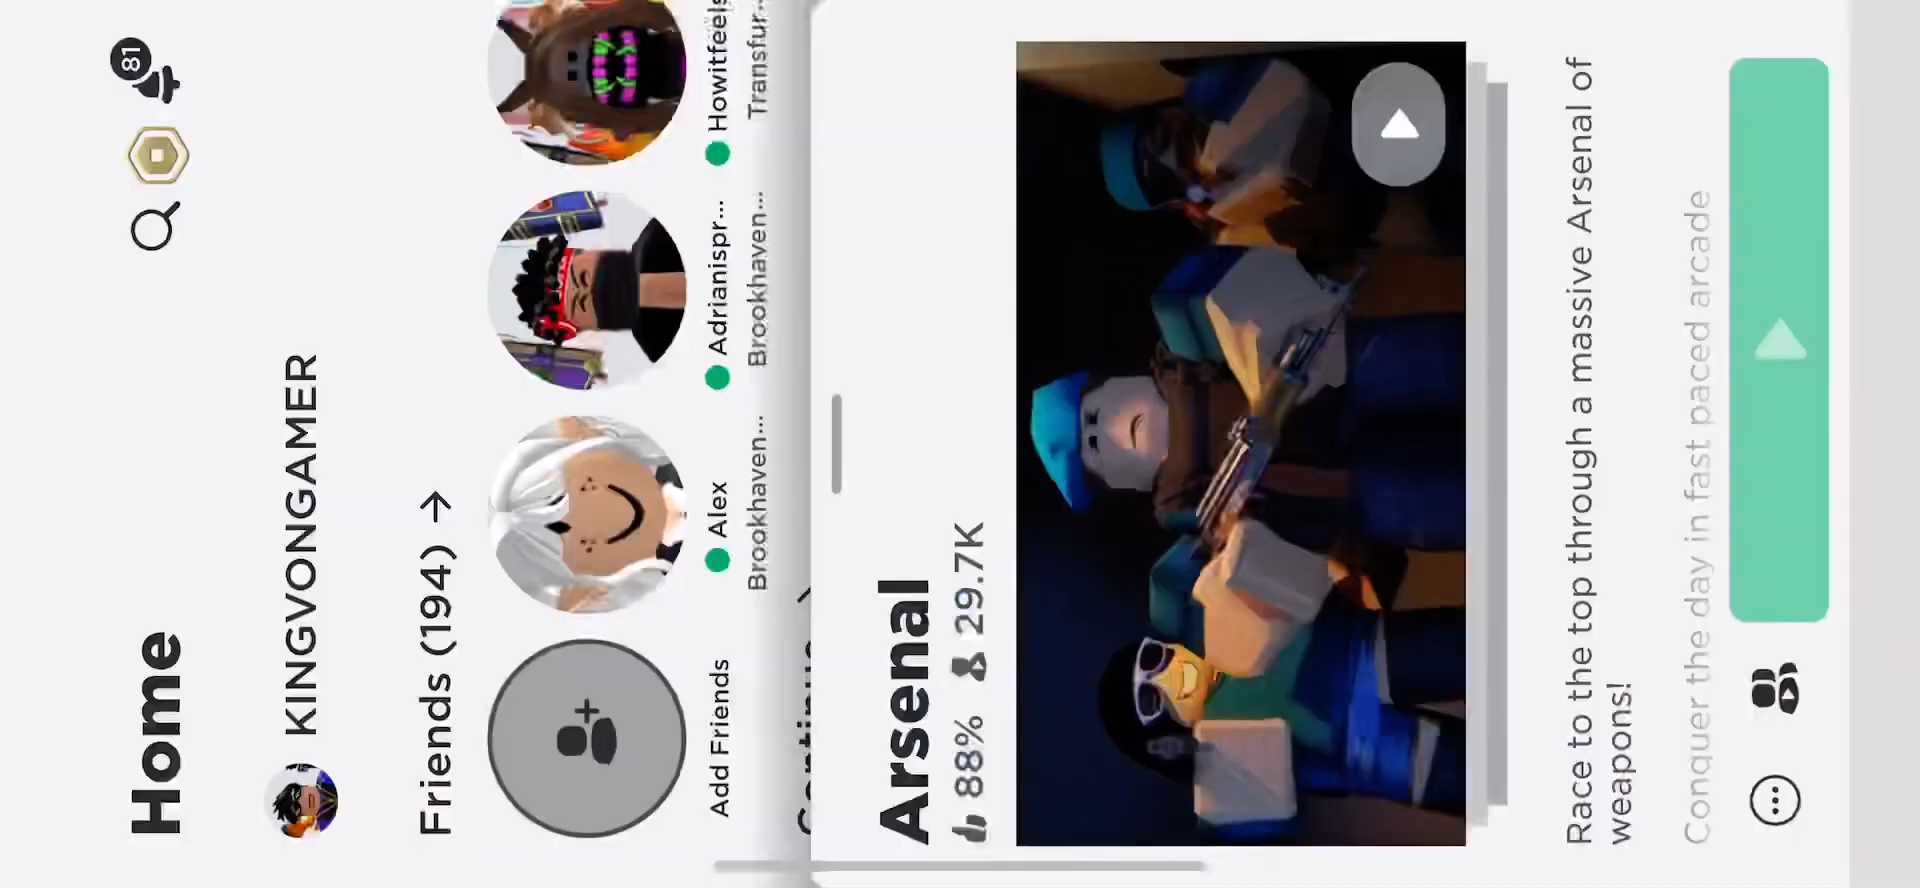 Home
81
KINGVONGAMER
Friends (194) →
Add Friends
Alex
Brookhaven...
Adrianispr...
Brookhaven...
Howitfeels
Transfur...
Continue
Arsenal
88% 29.7K
Race to the top through a massive Arsenal of
weapons!
Conquer the day in fast paced arcade